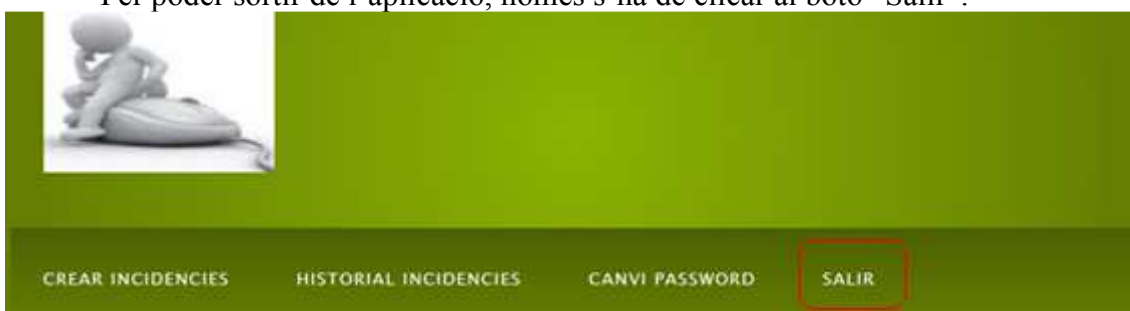 Per poder sortir de l'aplicació, només s'ha de clicar al botó "Salir".
CREAR INCIDENCIES HISTORIAL INCIDENCIES CANVI PASSWORD SALIR